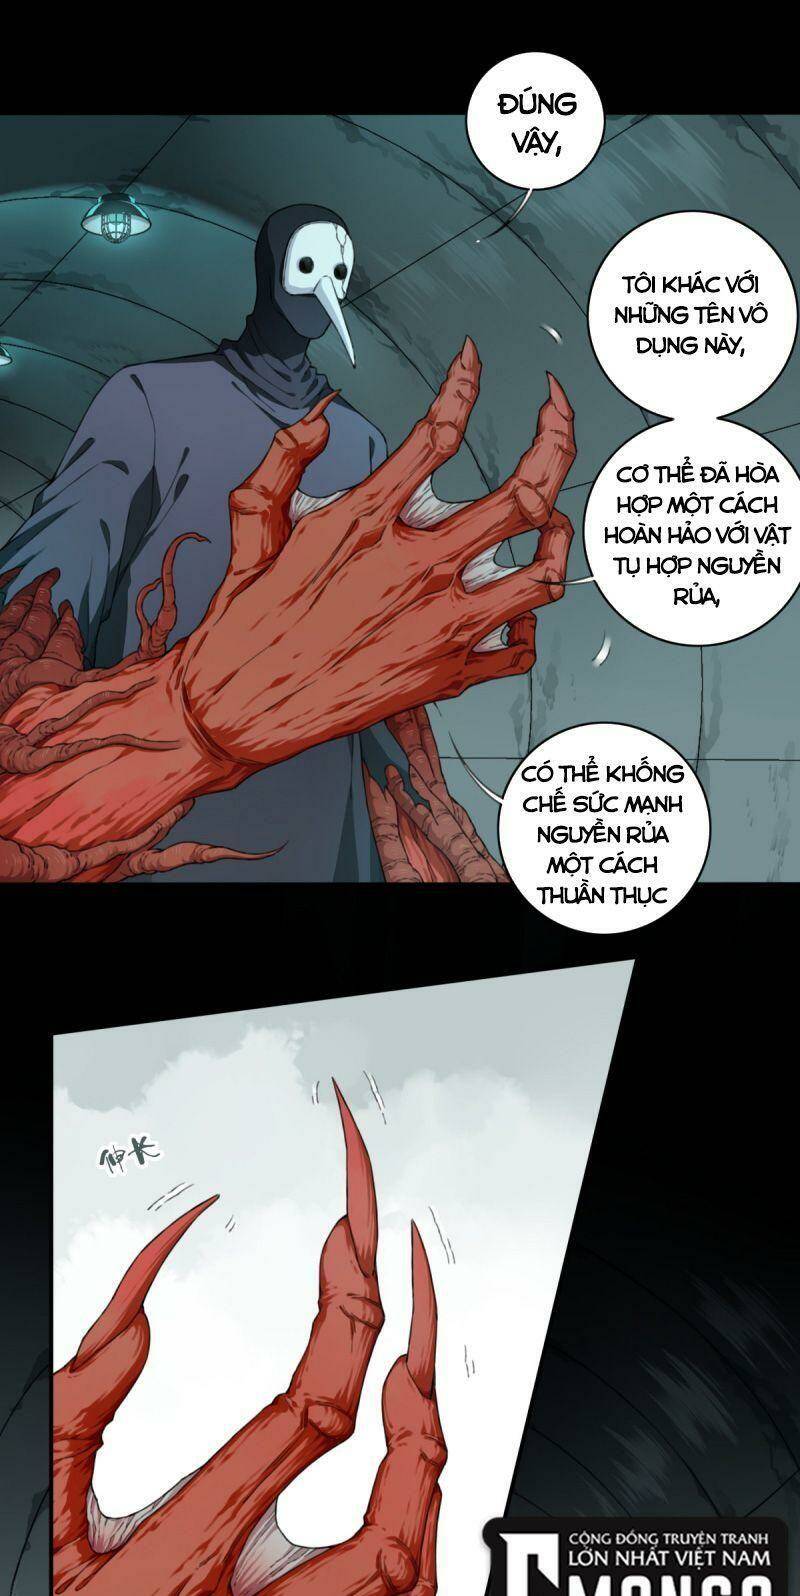 ĐÚNG
VẬY,
TÔI KHÁC VỚI
NHỮNG TÊN VÔ
DỤNG NÀY,
CƠ THỂ ĐÃ HÒA
HỢP MỘT CÁCH
HOÀN HẢO VỚI VẬT
TỤ HỢP NGUYỀN
RỦA,
CÓ THỂ KHỐNG
CHẾ SỨC MẠNH
NGUYỀN RỦA
MỘT CÁCH
THUẦN THỤC
伸长
CỘNG ĐỒNG TRUYỆN TRANH
LỚN NHẤT VIỆT NAM